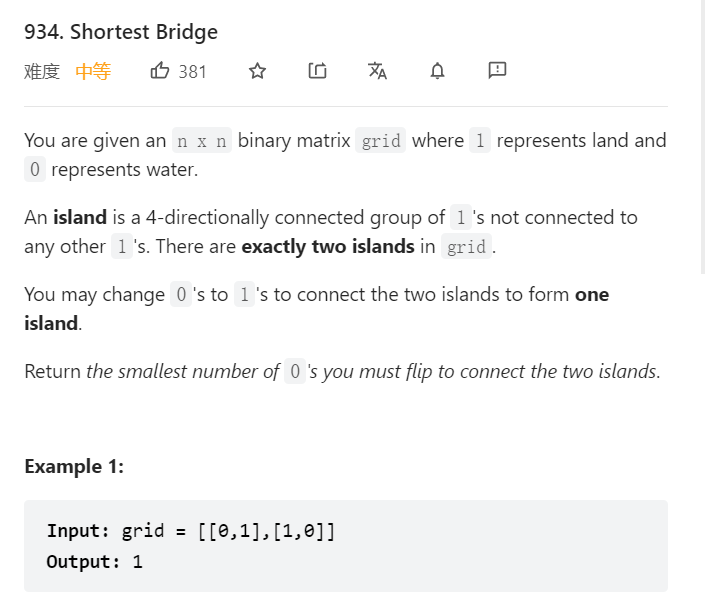 934. Shortest Bridge
难度 中等 381
You are given an n x n binary matrix grid where 1 represents land and
0 represents water.
An island is a 4-directionally connected group of 1 's not connected to
any other 1 's. There are exactly two islands in grid .
You may change 0 's to 1 's to connect the two islands to form one
island.
Return the smallest number of 0 's you must flip to connect the two islands.
Example 1:
Input: grid = [[0,1],[1,0]]
Output: 1